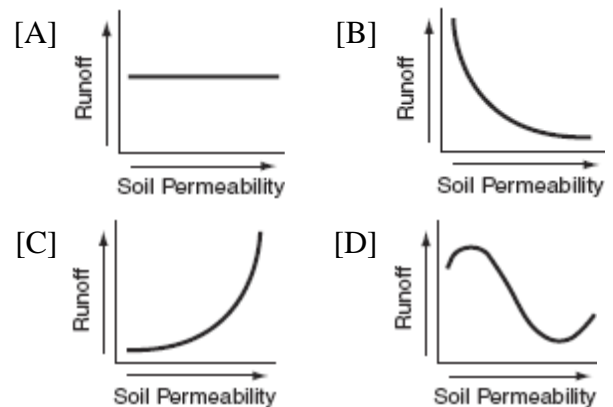 [A]
Runoff
Soil Permeability
[B]
Runoff
Soil Permeability
[C]
Runoff
Soil Permeability
[D]
Runoff
Soil Permeability